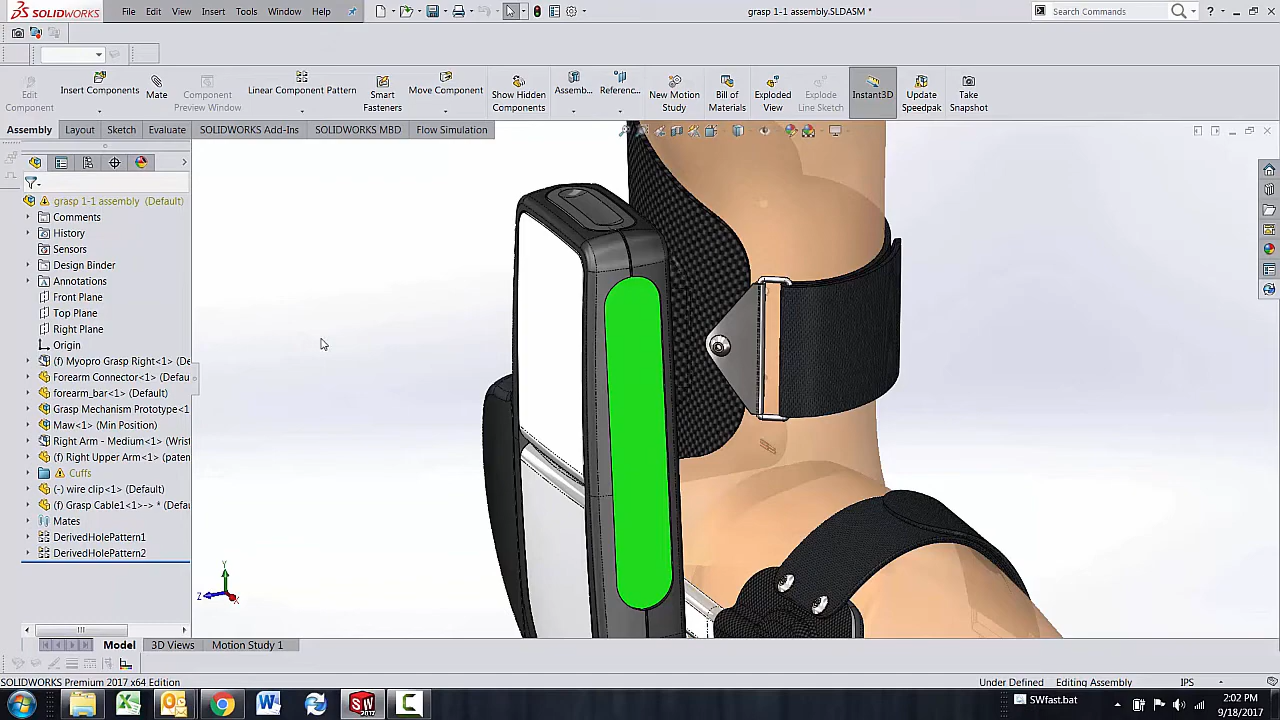 SOLIDWORKS File Edit View Insert Tools Window Help grasp 1-1 assembly.SLDASM * Search Commands ?
Edit Component
Insert Components
Mate
Component Preview Window
Linear Component Pattern
Smart Fasteners
Move Component
Show Hidden Components
Assemb...
Referenc...
New Motion Study
Bill of Materials
Exploded View
Explode Line Sketch
Instant3D
Update Speedpak
Take Snapshot
Assembly Layout Sketch Evaluate SOLIDWORKS Add-Ins SOLIDWORKS MBD Flow Simulation
grasp 1-1 assembly (Default)
Comments
History
Sensors
Design Binder
Annotations
Front Plane
Top Plane
Right Plane
Origin
(f) Myopro Grasp Right<1> (De
Forearm Connector<1> (Defau
forearm_bar<1> (Default)
Grasp Mechanism Prototype<1
Maw<1> (Min Position)
Right Arm - Medium<1> (Wrist
(f) Right Upper Arm<1> (paten
Cuffs
(-) wire clip<1> (Default)
(f) Grasp Cable1<1>-> * (Defau
Mates
DerivedHolePattern1
DerivedHolePattern2
Y
Z X
Model 3D Views Motion Study 1
SOLIDWORKS Premium 2017 x64 Edition Under Defined Editing Assembly IPS
SW 2017 SWfast.bat 2:02 PM
9/18/2017